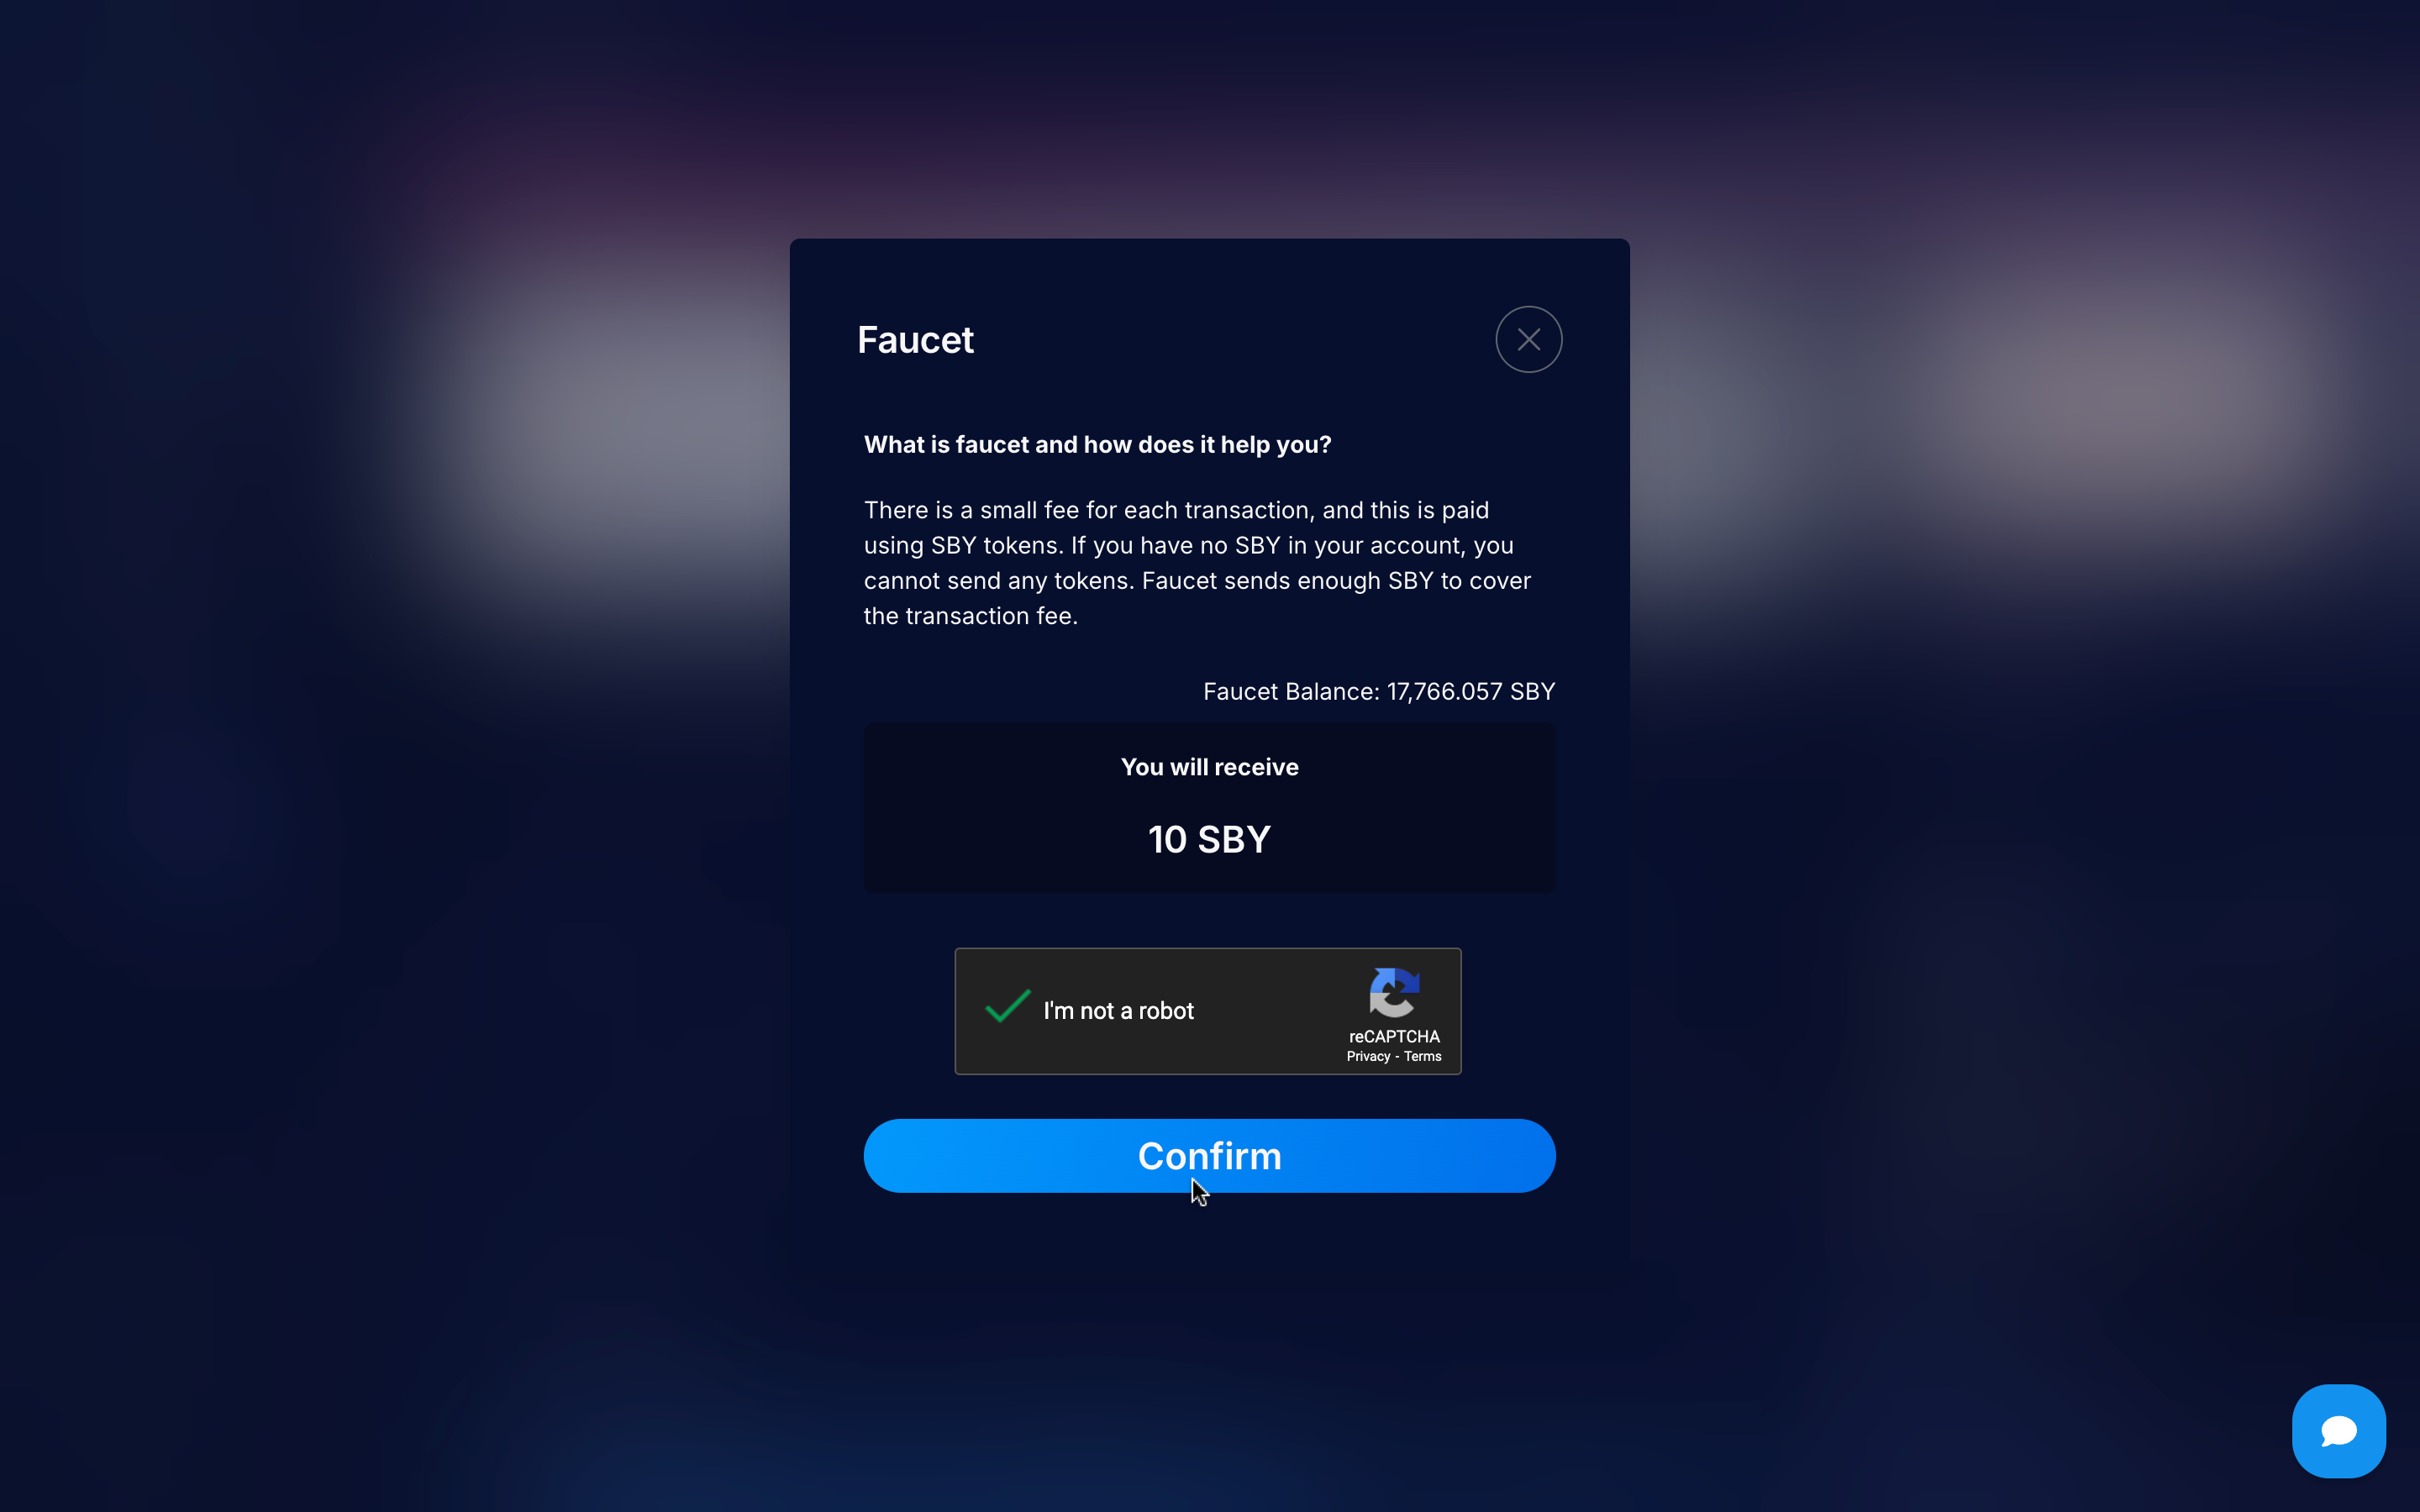 Faucet
What is faucet and how does it help you?
There is a small fee for each transaction, and this is paid
using SBY tokens. If you have no SBY in your account, you
cannot send any tokens. Faucet sends enough SBY to cover
the transaction fee.
Faucet Balance: 17,766.057 SBY
You will receive
10 SBY
I'm not a robot
reCAPTCHA
Privacy - Terms
Confirm